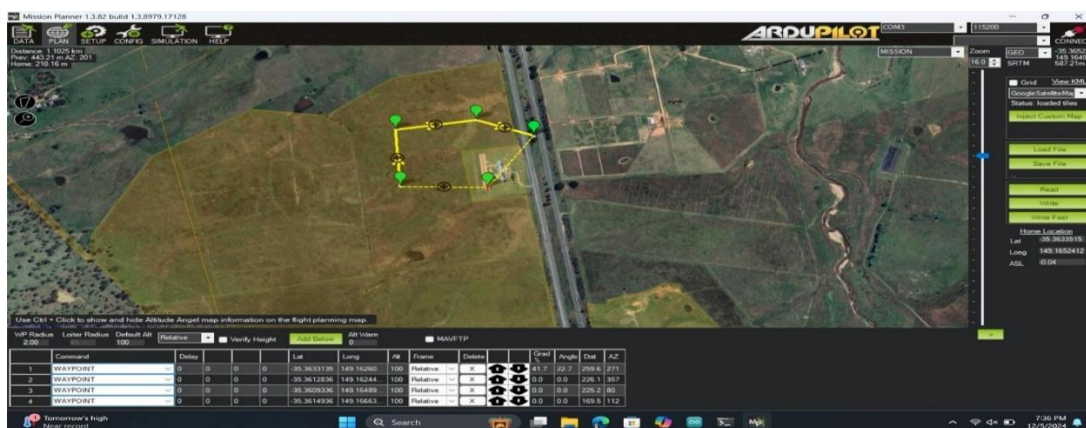 Mission Planner 1.3.82 build 1.3.8979.17128
DATA PLAN SETUP CONFIG SIMULATION HELP
ARDUPILOT
COM3 115200
CONNECT
Distance: 1.1025 km
Prev: 443.21 m AZ: 201
Home: 210.16 m
MISSION
Zoom
16.0
GEO
SRTM
-35.3652
149.1649
587.21m
Grid View KML
GoogleSatelliteMap
Status: loaded tiles
Inject Custom Map
Load File
Save File
Read
Write
Write Fast
Home Location
Lat -35.3633515
Long 149.1652412
ASL -0.04
Use Ctrl + Click to show and hide Altitude Angel map information on the flight planning map.
WP Radius Loiter Radius Default Alt Relative Verify Height Add Below Alt Warn MAVFTP
2.00 100 0
Command Delay Lat Long Alt Frame Delete Grad % Angle Dist AZ
1 WAYPOINT 0 0 0 0 -35.3633135 149.16260... 100 Relative X 41.7 22.7 259.6 271
2 WAYPOINT 0 0 0 0 -35.3612836 149.16244... 100 Relative X 0.0 0.0 226.1 357
3 WAYPOINT 0 0 0 0 -35.3609336 149.16489... 100 Relative X 0.0 0.0 225.2 80
4 WAYPOINT 0 0 0 0 -35.3614936 149.16663... 100 Relative X 0.0 0.0 169.5 112
Tomorrow's high
Near record
Search
7:36 PM
12/5/2024